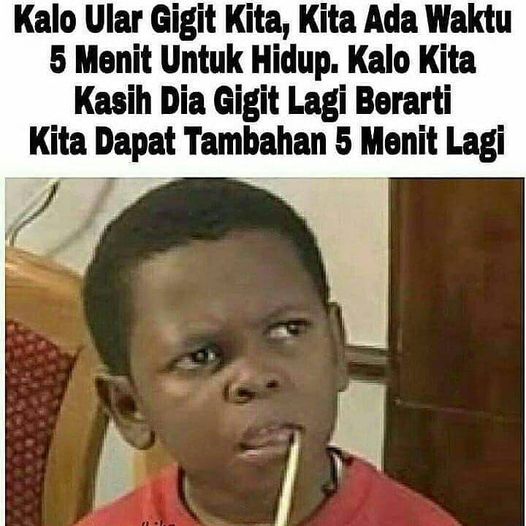 Kalo Ular Gigit Kita, Kita Ada Waktu
5 Menit Untuk Hidup. Kalo Kita
Kasih Dia Gigit Lagi Berarti
Kita Dapat Tambahan 5 Menit Lagi